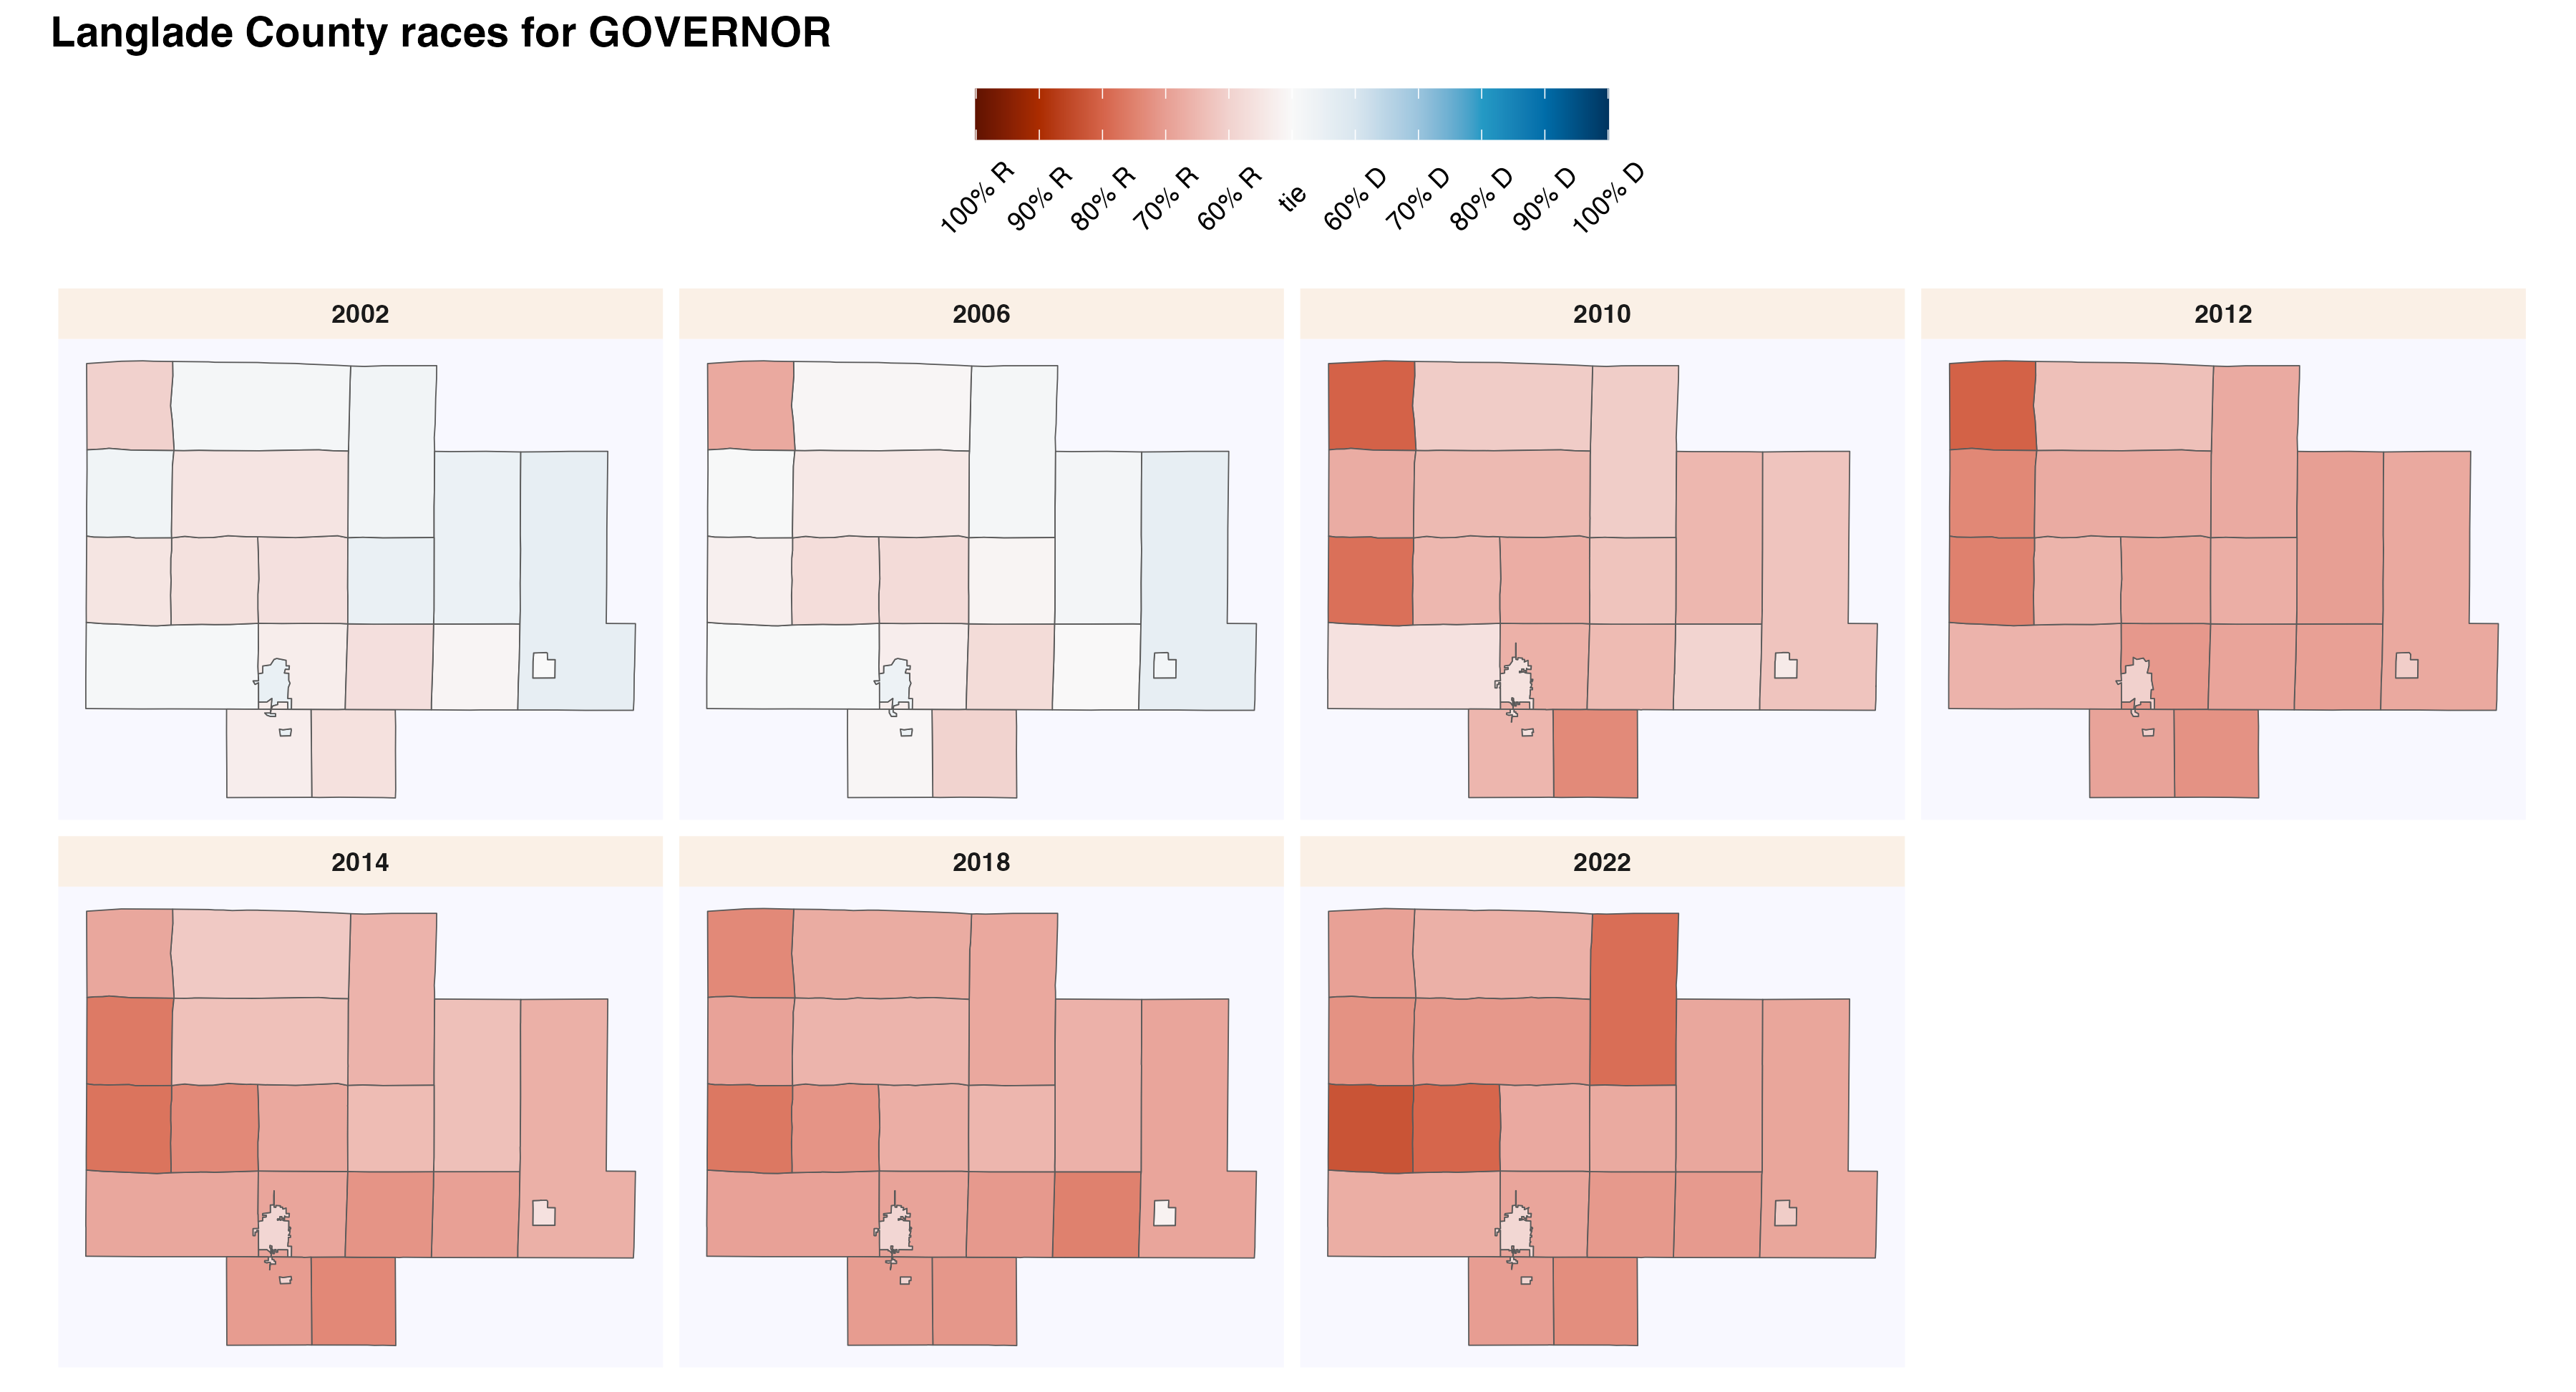 Langlade County races for GOVERNOR
100% R 90% R 80% R 70% R 60% R tie 60% D 70% D 80% D 90% D 100% D
2002 2006 2010 2012
2014 2018 2022